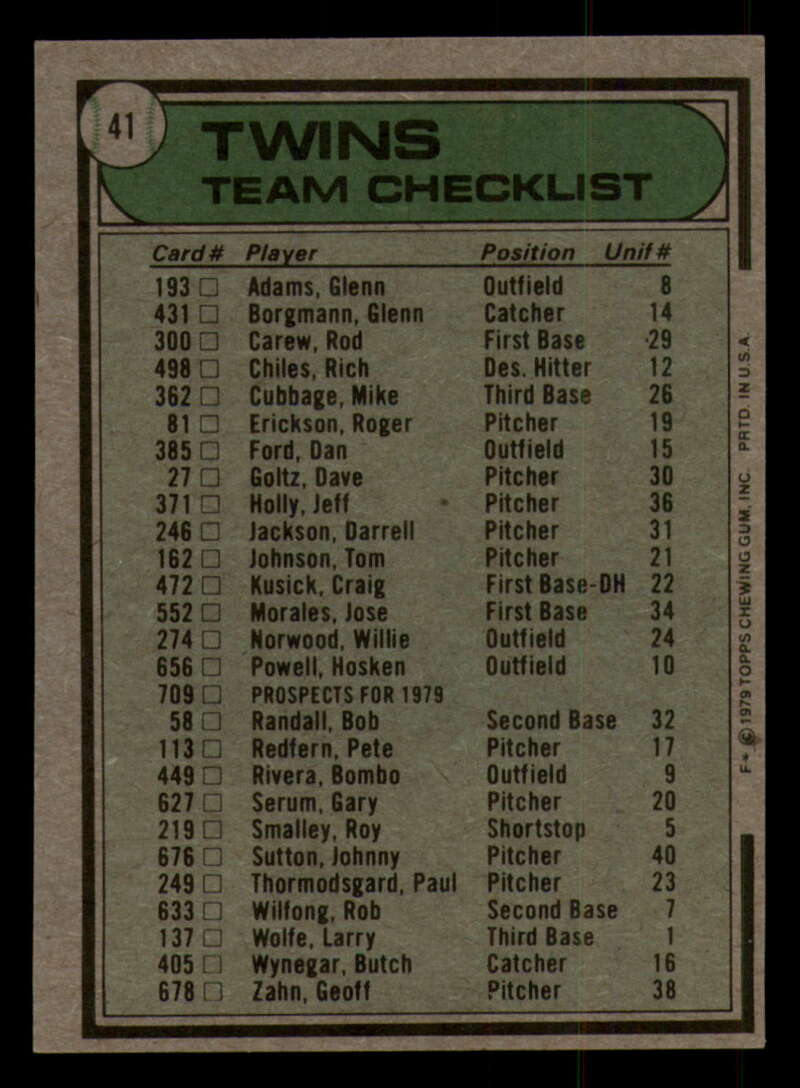 41
TWINS
TEAM CHECKLIST
Card# Player Position Unif#
193 □ Adams, Glenn Outfield 8
431 □ Borgmann, Glenn Catcher 14
300 □ Carew, Rod First Base 29
498 □ Chiles, Rich Des. Hitter 12
362 □ Cubbage, Mike Third Base 26
81 □ Erickson, Roger Pitcher 19
385 □ Ford, Dan Outfield 15
27 □ Goltz, Dave Pitcher 30
371 □ Holly, Jeff Pitcher 36
246 □ Jackson, Darrell Pitcher 31
162 □ Johnson, Tom Pitcher 21
472 □ Kusick, Craig First Base-DH 22
552 □ Morales, Jose First Base 34
274 □ Norwood, Willie Outfield 24
656 □ Powell, Hosken Outfield 10
709 □ PROSPECTS FOR 1979
58 □ Randall, Bob Second Base 32
113 □ Redfern, Pete Pitcher 17
449 □ Rivera, Bombo Outfield 9
627 □ Serum, Gary Pitcher 20
219 □ Smalley, Roy Shortstop 5
676 □ Sutton, Johnny Pitcher 40
249 □ Thormodsgard, Paul Pitcher 23
633 □ Wilfong, Rob Second Base 7
137 □ Wolfe, Larry Third Base 1
405 □ Wynegar, Butch Catcher 16
678 □ Zahn, Geoff Pitcher 38
F* © 1979 TOPPS CHEWING GUM, INC. PRTD. IN U.S.A.